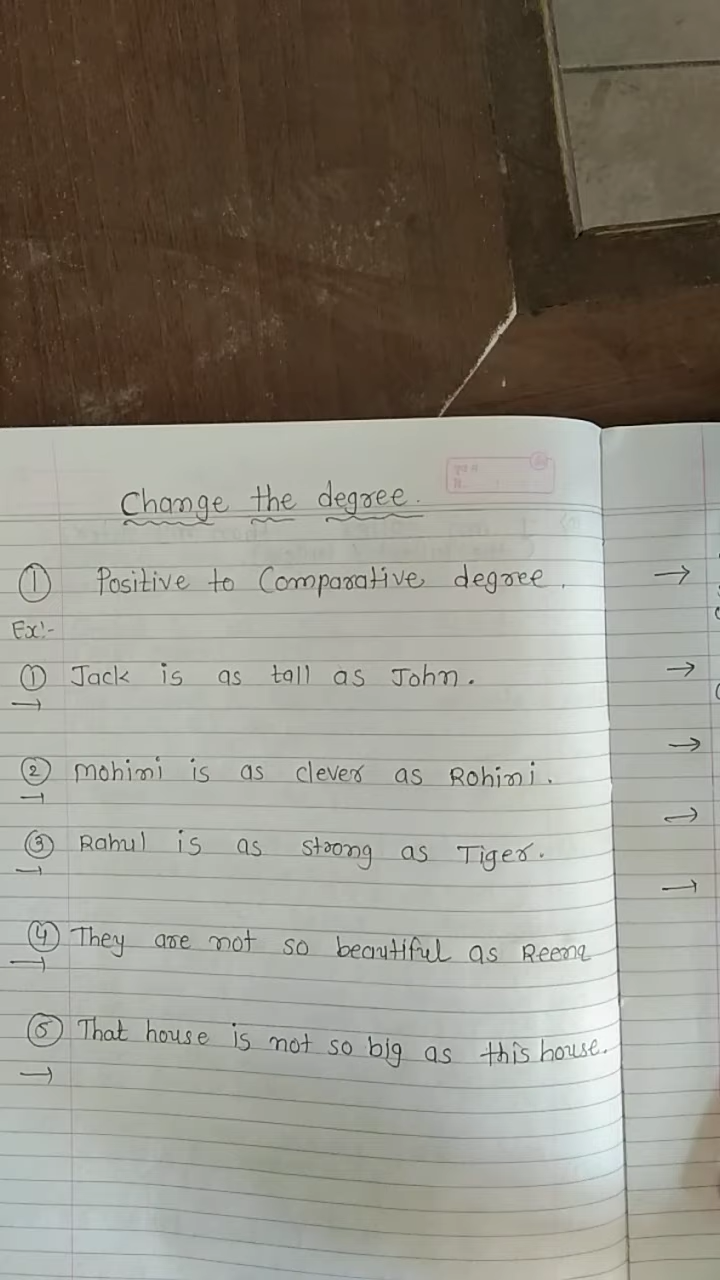 Change the degree.
① Positive to Comparative degree. →
Ex:-
① Jack is as tall as John. →
→
② Mohini is as clever as Rohini. →
→
③ Rahul is as strong as Tiger. →
→
④ They are not so beautiful as Reena →
→
⑤ That house is not so big as this house.
→